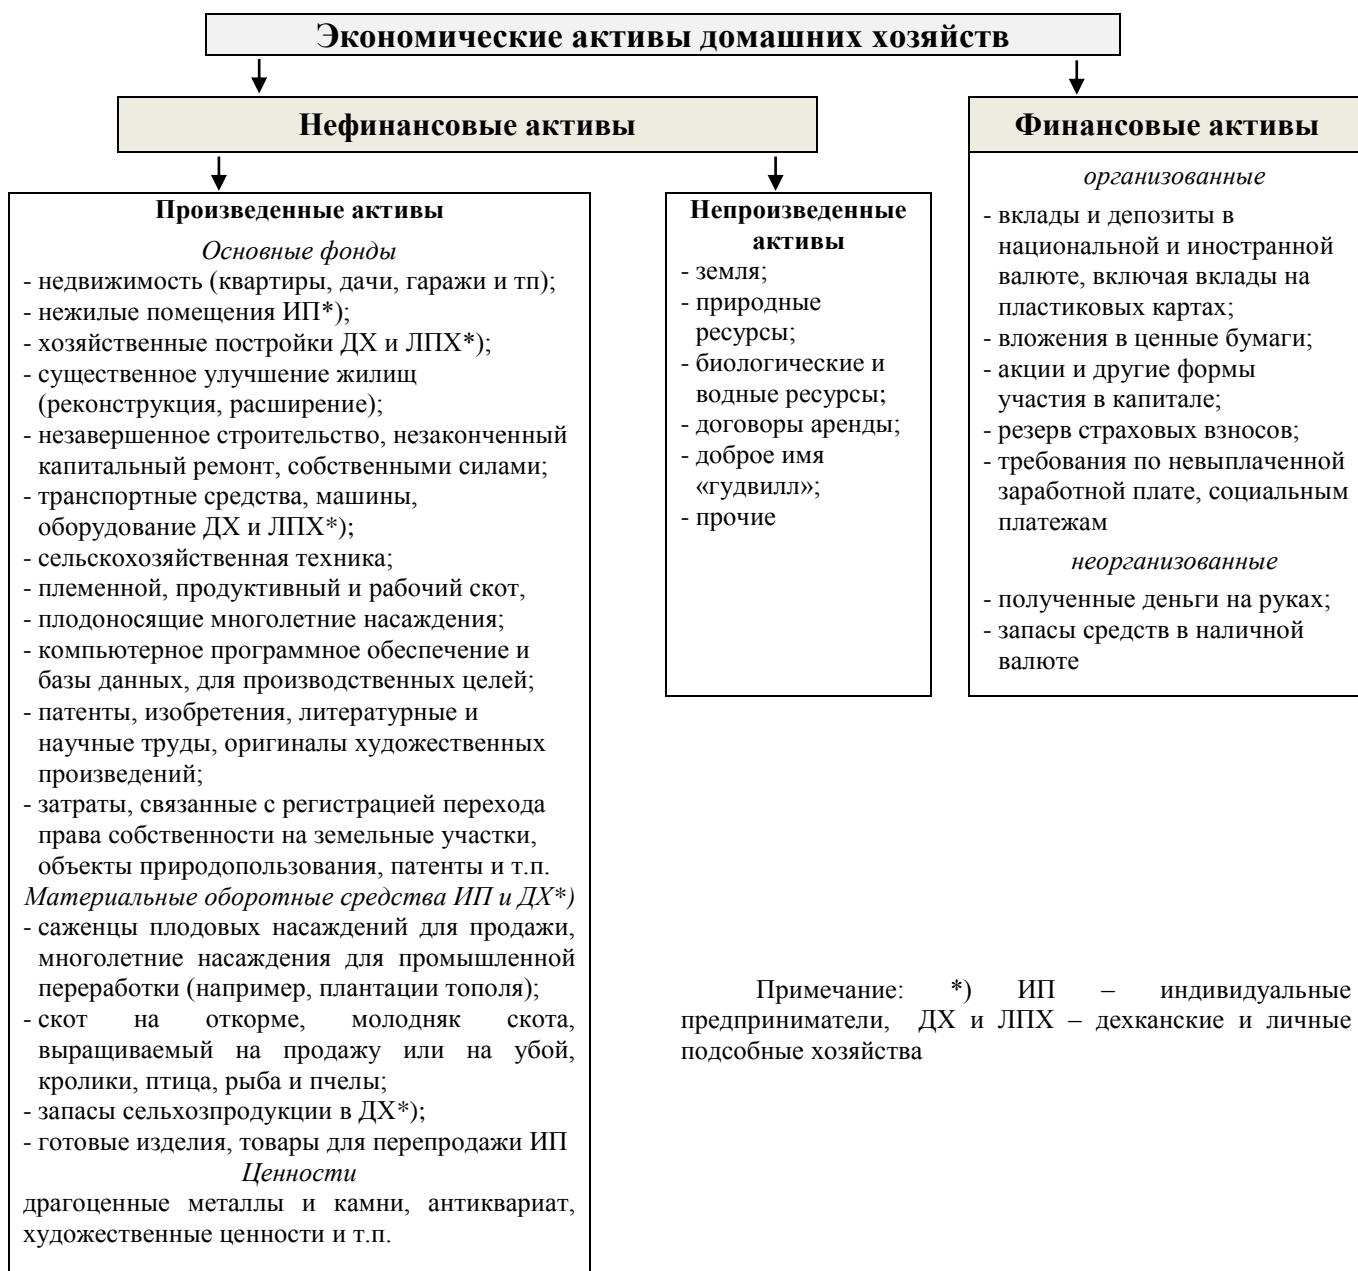 Экономические активы домашних хозяйств
Нефинансовые активы
Финансовые активы
Произведенные активы
Основные фонды
- недвижимость (квартиры, дачи, гаражи и тп);
- нежилые помещения ИП*);
- хозяйственные постройки ДХ и ЛПХ*);
- существенное улучшение жилищ
(реконструкция, расширение);
- незавершенное строительство, незаконченный
капитальный ремонт, собственными силами;
- транспортные средства, машины,
оборудование ДХ и ЛПХ*);
- сельскохозяйственная техника;
- племенной, продуктивный и рабочий скот,
- плодоносящие многолетние насаждения;
- компьютерное программное обеспечение и
базы данных, для производственных целей;
- патенты, изобретения, литературные и
научные труды, оригиналы художественных
произведений;
- затраты, связанные с регистрацией перехода
права собственности на земельные участки,
объекты природопользования, патенты и т.п.
Материальные оборотные средства ИП и ДХ*)
- саженцы плодовых насаждений для продажи,
многолетние насаждения для промышленной
переработки (например, плантации тополя);
- скот на откорме, молодняк скота,
выращиваемый на продажу или на убой,
кролики, птица, рыба и пчелы;
- запасы сельхозпродукции в ДХ*);
- готовые изделия, товары для перепродажи ИП
Ценности
драгоценные металлы и камни, антиквариат,
художественные ценности и т.п.
Непроизведенные
активы
- земля;
- природные
ресурсы;
- биологические и
водные ресурсы;
- договоры аренды;
- доброе имя
«гудвилл»;
- прочие
организованные
- вклады и депозиты в
национальной и иностранной
валюте, включая вклады на
пластиковых картах;
- вложения в ценные бумаги;
- акции и другие формы
участия в капитале;
- резерв страховых взносов;
- требования по невыплаченной
заработной плате, социальным
платежам
неорганизованные
- полученные деньги на руках;
- запасы средств в наличной
валюте
Примечание: *) ИП – индивидуальные
предприниматели, ДХ и ЛПХ – дехканские и личные
подсобные хозяйства